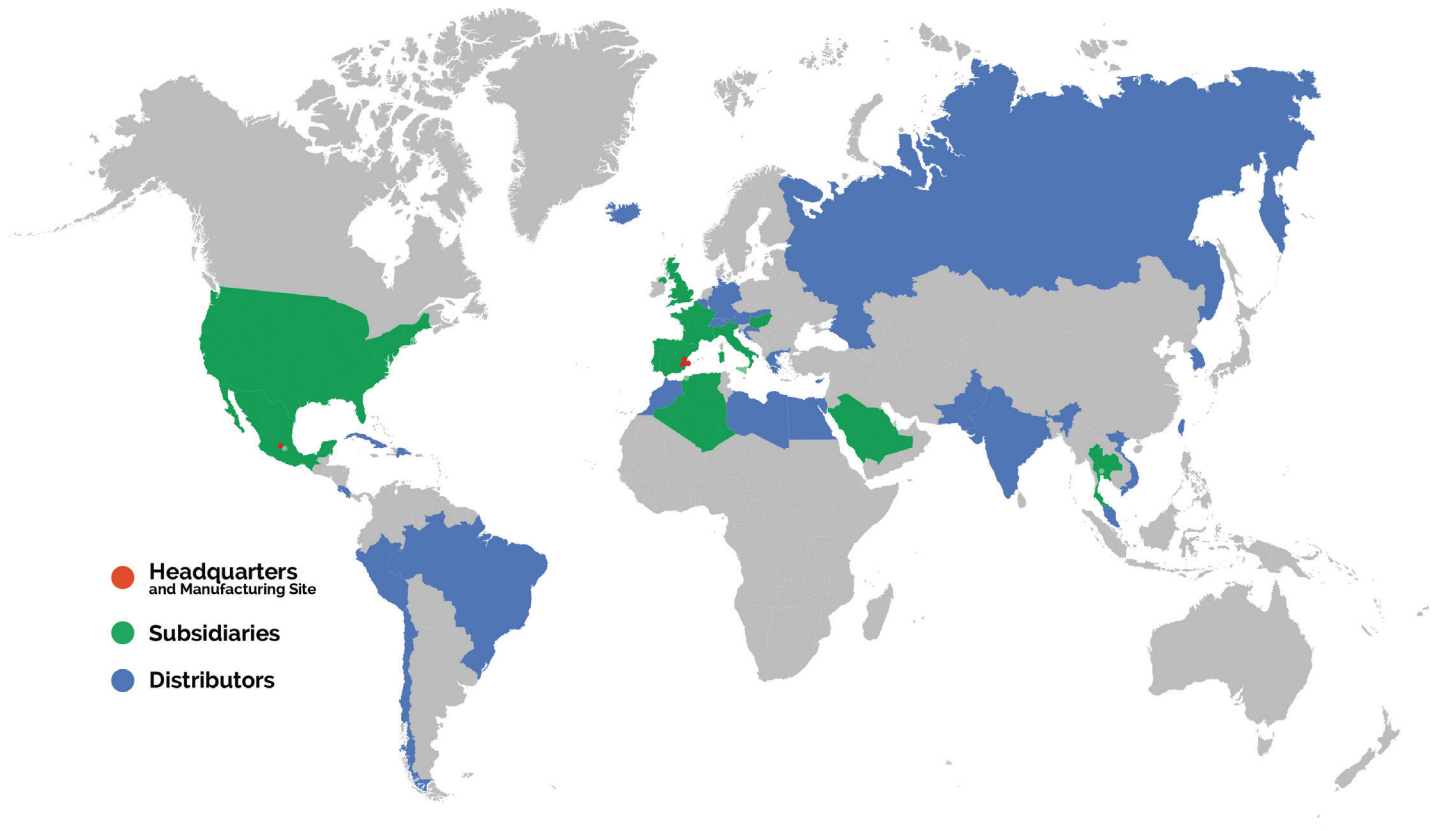 Headquarters
and Manufacturing Site
Subsidiaries
Distributors